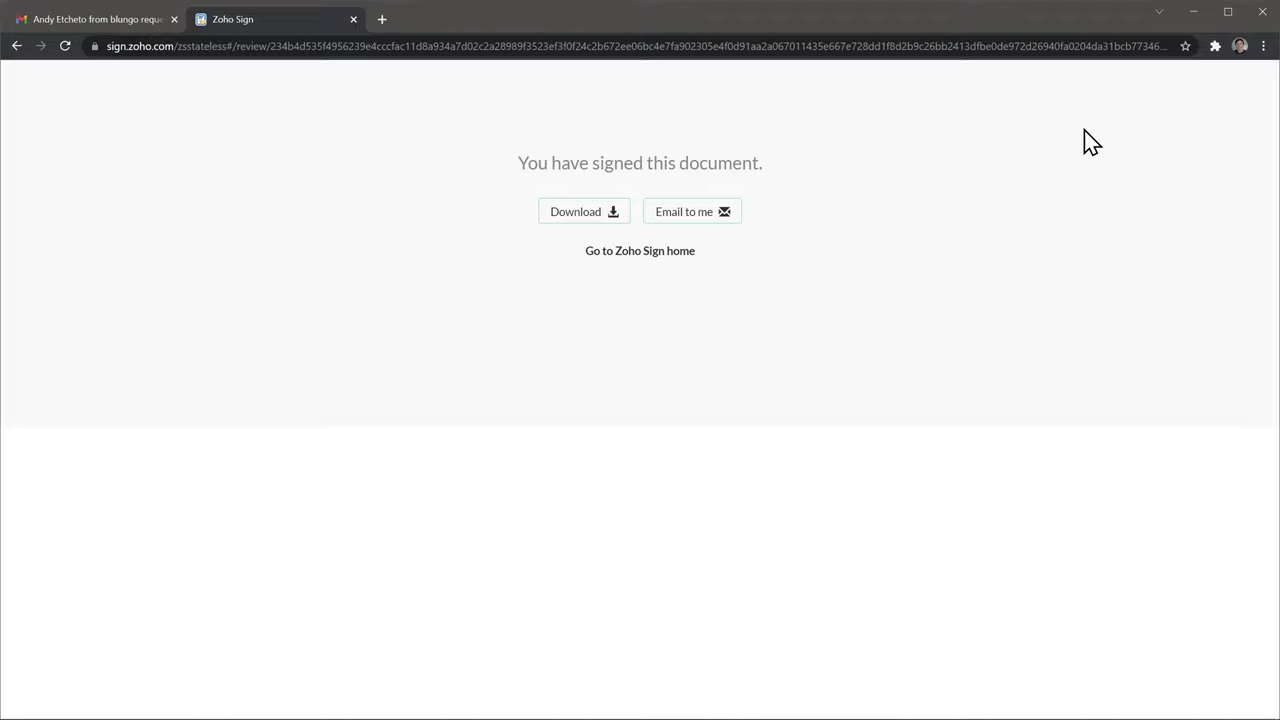 Andy Etcheto from blungo reque
Zoho Sign
sign.zoho.com/zsstateless#/review/234b4d535f4956239e4cccfac11d8a934a7d02c2a28989f3523ef3f0f24c2b672ee06bc4e7fa902305e4f0d91aa2a067011435e667e728dd1f8d2b9c26bb2413dfbe0de972d26940fa0204da31bcb77346...
You have signed this document.
Download
Email to me
Go to Zoho Sign home